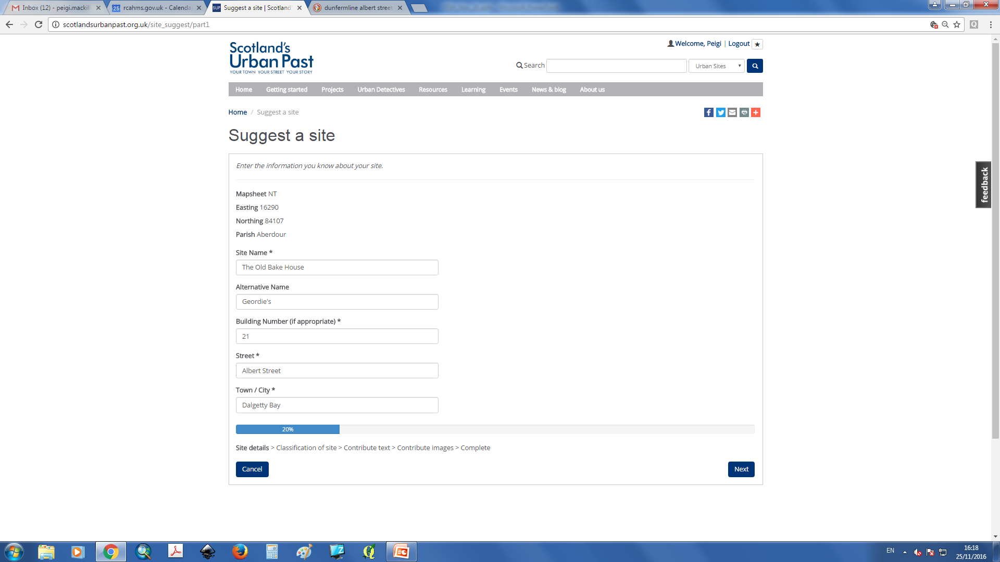 Inbox (12) - peigi.mackill
25 rcahms.gov.uk - Calenda
SUP Suggest a site | Scotland'
dunfermline albert street
scotlandsurbanpast.org.uk/site_suggest/part1
Scotland's
Urban Past
YOUR TOWN YOUR STREET YOUR STORY
Welcome, Peigi | Logout
Search
Urban Sites
Home Getting started Projects Urban Detectives Resources Learning Events News & blog About us
Home / Suggest a site
Suggest a site
feedback
Enter the information you know about your site.
Mapsheet NT
Easting 16290
Northing 84107
Parish Aberdour
Site Name *
The Old Bake House
Alternative Name
Geordie's
Building Number (if appropriate) *
21
Street *
Albert Street
Town / City *
Dalgetty Bay
20%
Site details > Classification of site > Contribute text > Contribute images > Complete
Cancel
Next
EN
16:18
25/11/2016